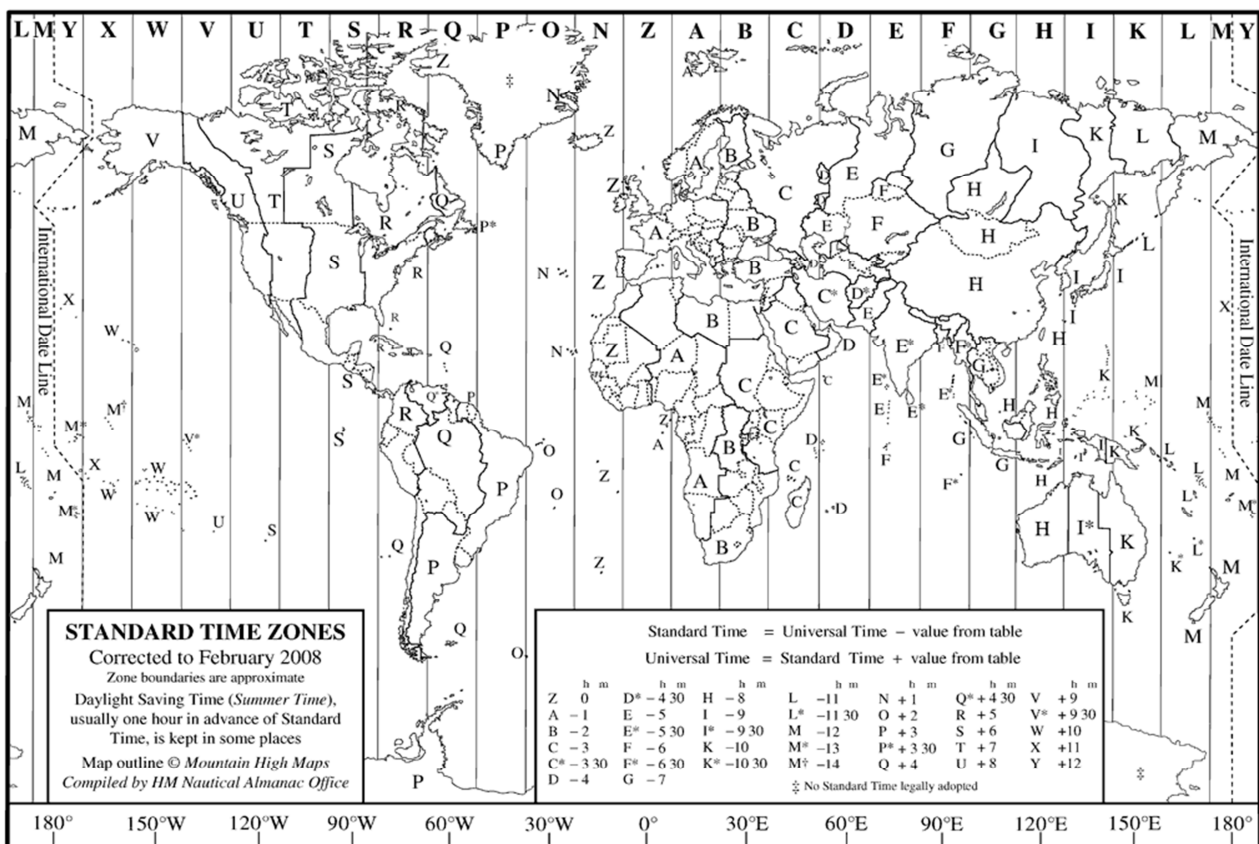 L M Y X W V U T S R Q P O N Z A B C D E F G H I K L M Y
Z ‡ Z A
T R N Z
M V S P Z A B C D E F G H I K L M
U T R Q P* A B C D E F H K L
International Date Line
International Date Line
S R N Z B C* D* E H I I X
X W R Q N Z A B C D E* F* G H K L M
S Q* P
M M† R Q O Z A B C D E H H K
M* V* S F G I K L
L X W P Z A C F* G H L M
M W W U S O B C D H I* K L* M*
M* Q P Z B K L* M
M K M
STANDARD TIME ZONES
Corrected to February 2008
Zone boundaries are approximate
Daylight Saving Time (Summer Time),
usually one hour in advance of Standard
Time, is kept in some places
Map outline © Mountain High Maps
Compiled by HM Nautical Almanac Office
Q
O
P
Standard Time = Universal Time – value from table
Universal Time = Standard Time + value from table
h m h m h m h m h m h m h m
Z 0 D* – 4 30 H – 8 L –11 N + 1 Q* + 4 30 V + 9
A – 1 E – 5 I – 9 L* –11 30 O + 2 R + 5 V* + 9 30
B – 2 E* – 5 30 I* – 9 30 M –12 P + 3 S + 6 W +10
C – 3 F – 6 K –10 M* –13 P* + 3 30 T + 7 X +11
C* – 3 30 F* – 6 30 K* –10 30 M† –14 Q + 4 U + 8 Y +12
D – 4 G – 7 ‡ No Standard Time legally adopted
‡
180° 150°W 120°W 90°W 60°W 30°W 0° 30°E 60°E 90°E 120°E 150°E 180°